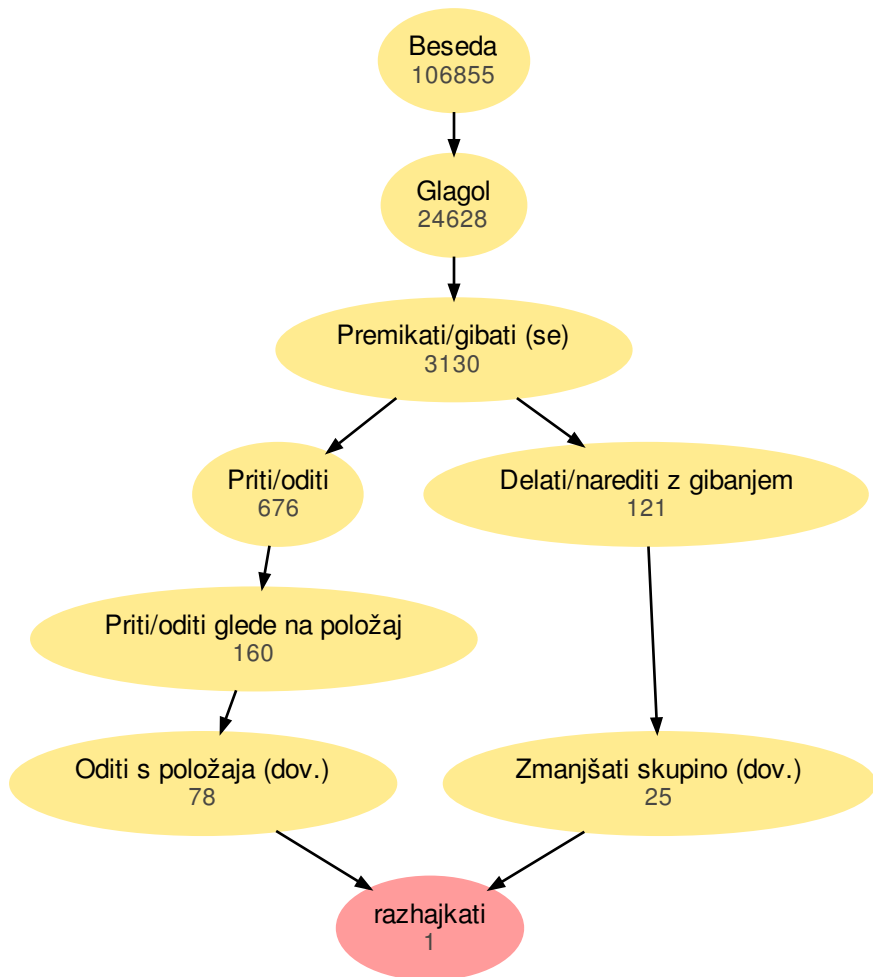 Beseda
106855
Glagol
24628
Premikati/gibati (se)
3130
Priti/oditi
676
Delati/narediti z gibanjem
121
Priti/oditi glede na položaj
160
Oditi s položaja (dov.)
78
Zmanjšati skupino (dov.)
25
razhajkati
1